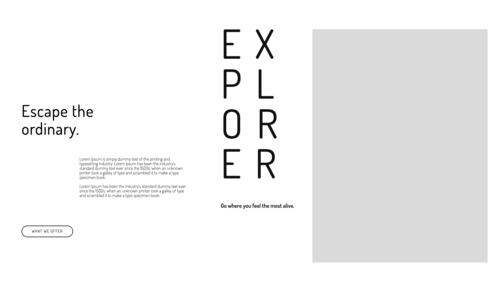 Escape the
ordinary.
Lorem Ipsum is simply dummy text of the printing and
typesetting industry. Lorem Ipsum has been the industry's
standard dummy text ever since the 1500s, when an unknown
printer took a galley of type and scrambled it to make a type
specimen book.
Lorem Ipsum has been the industry's standard dummy text
ever since the 1500s, when an unknown printer took a galley of
type and scrambled it to make a type specimen book.
WHAT WE OFFER
E X
P L
O R
E R
Go where you feel the most alive.